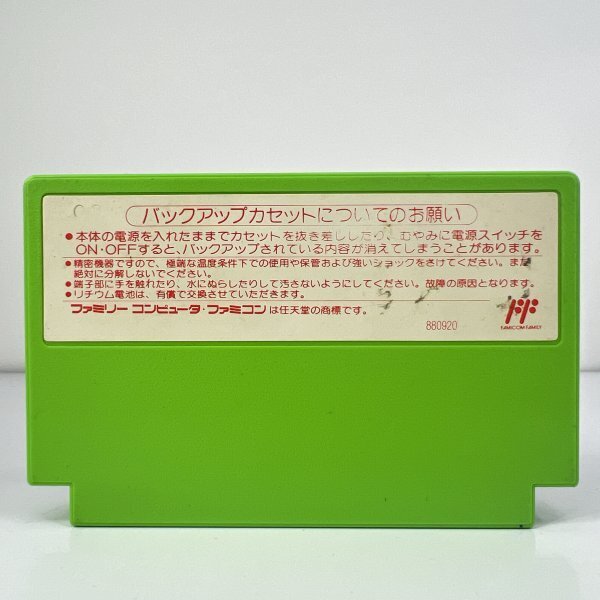 バックアップカセットについてのお願い
●本体の電源を入れたままでカセットを抜き差ししたり、むやみに電源スイッチを
ON・OFFすると、バックアップされている内容が消えてしまうことがあります。
●精密機器ですので、極端な温度条件下での使用や保管および強いショックをさけてください。また
絶対に分解しないでください。
●端子部に手を触れたり、水にぬらしたりして汚さないようにしてください。故障の原因となります。
●リチウム電池は、有償で交換させていただきます。
ファミリーコンピュータ・ファミコンは任天堂の商標です。
880920
FAMICOM FAMILY